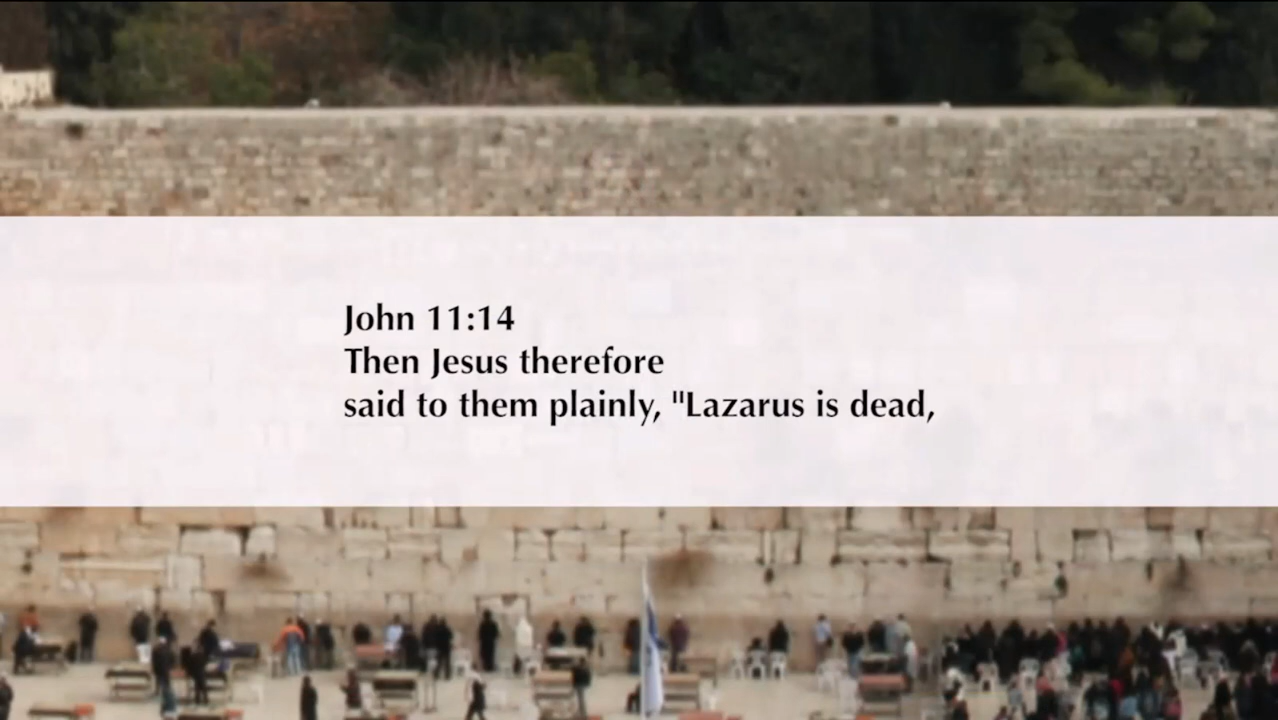 John 11:14
Then Jesus therefore
said to them plainly, "Lazarus is dead,